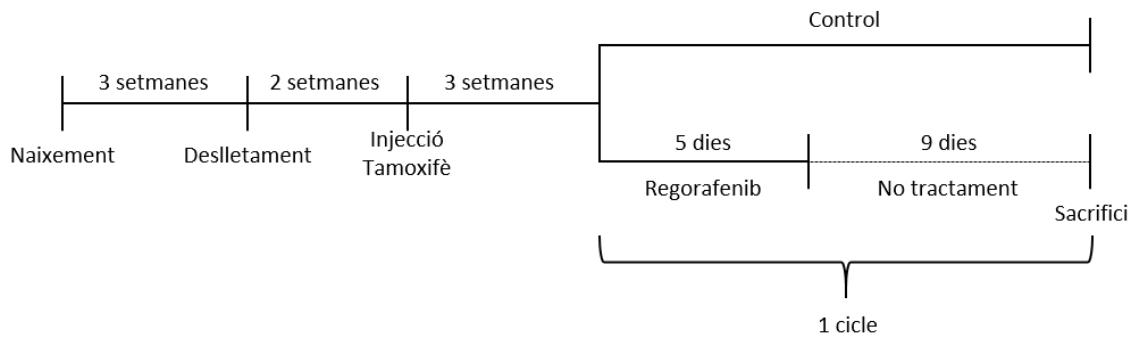 Control
3 setmanes
2 setmanes
3 setmanes
Naixement
Deslletament
Injecció
Tamoxifè
5 dies
9 dies
Regorafenib
No tractament
Sacrifici
1 cicle